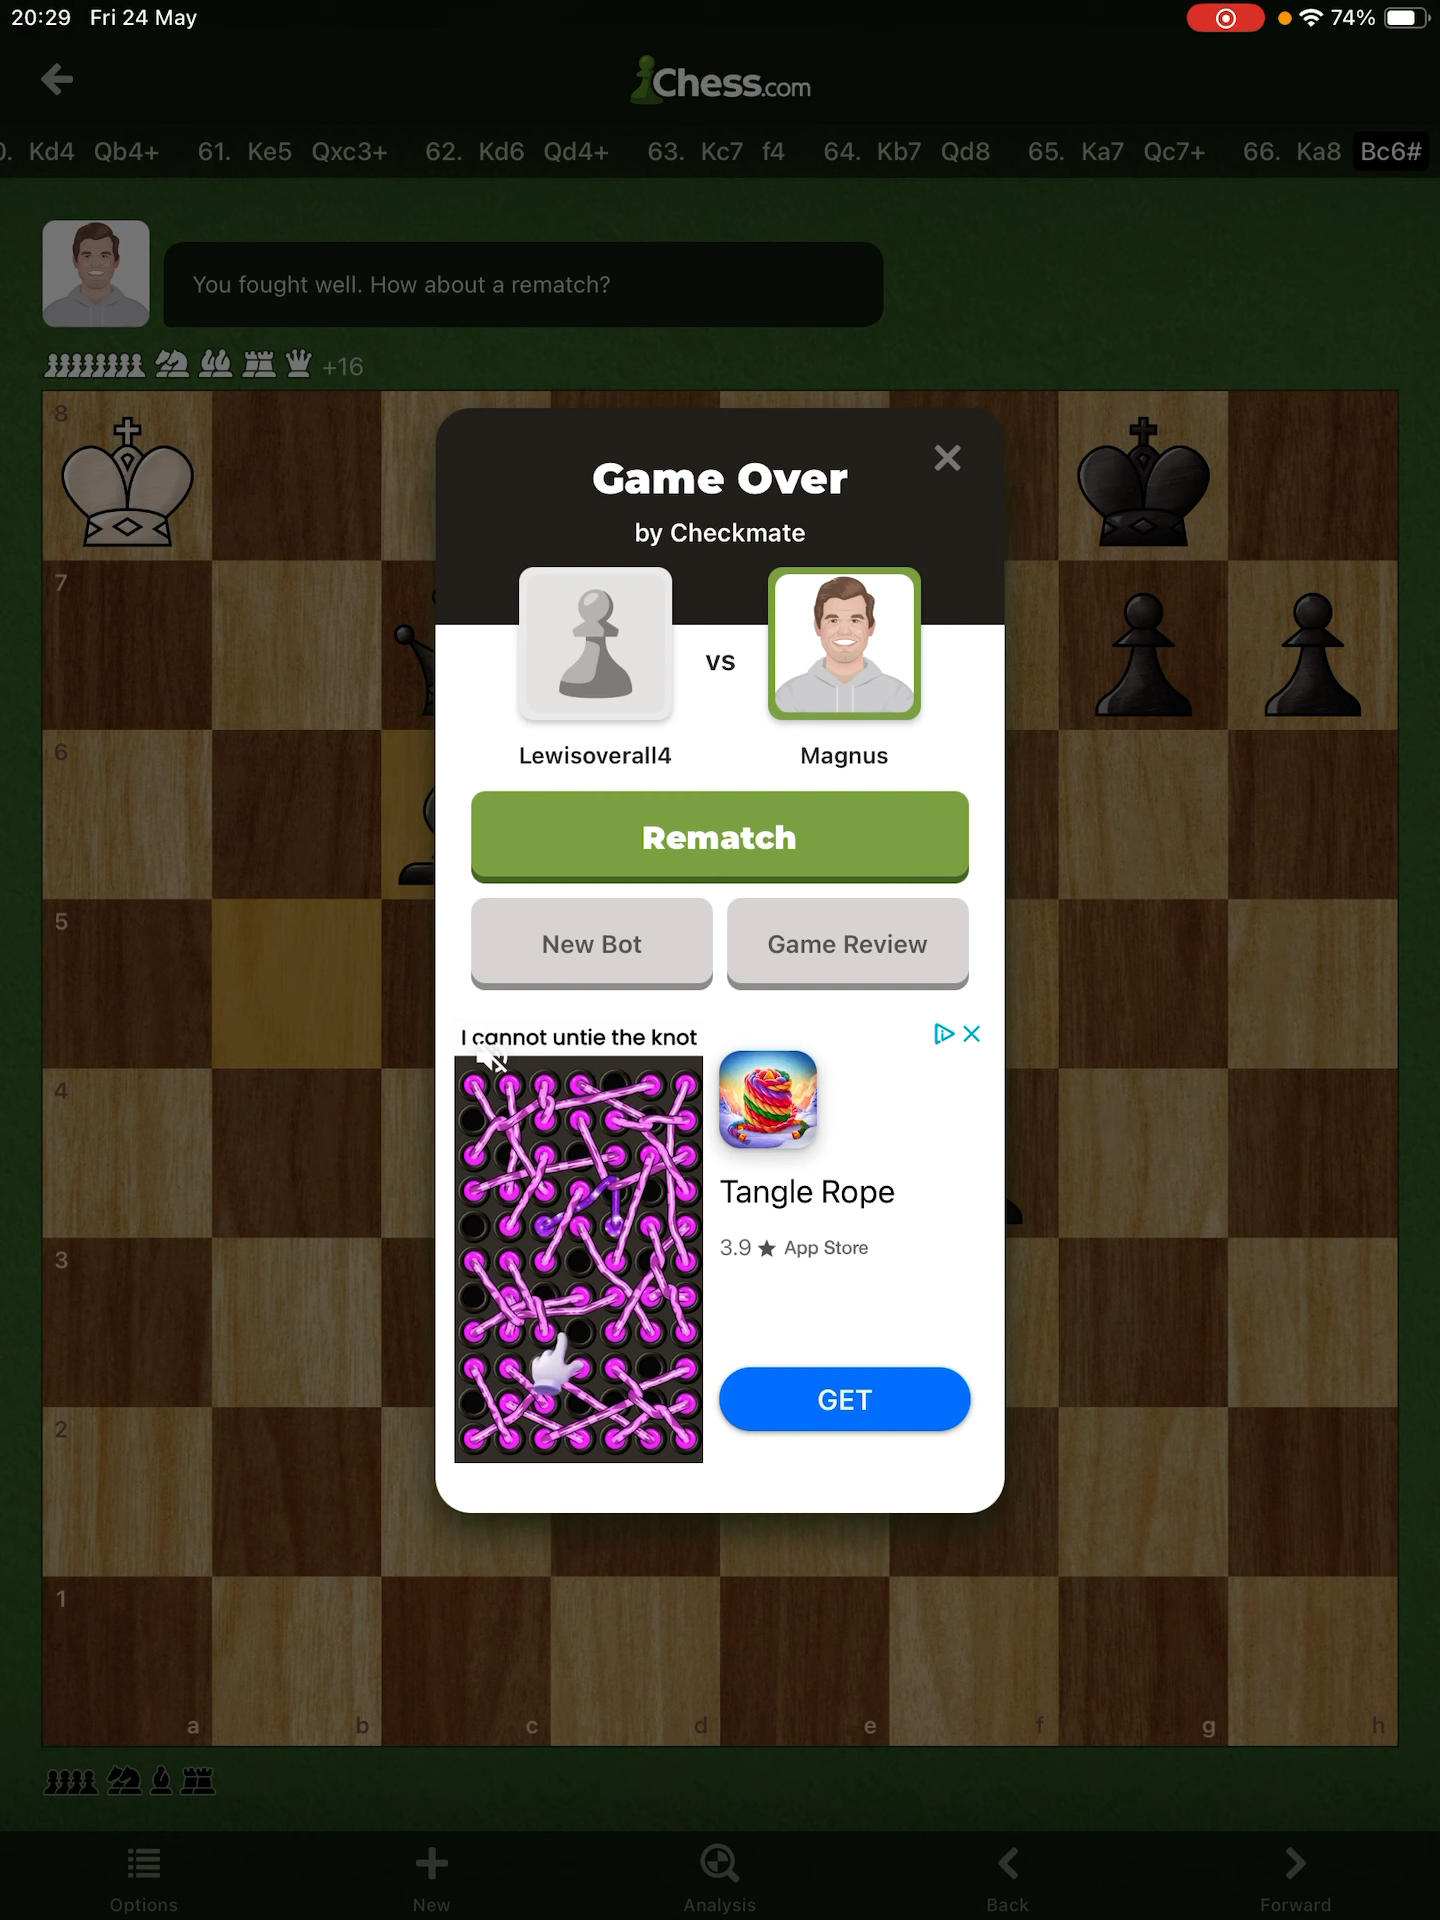 20:29 Fri 24 May
74%
Chess.com
0. Kd4 Qb4+ 61. Ke5 Qxc3+ 62. Kd6 Qd4+ 63. Kc7 f4 64. Kb7 Qd8 65. Ka7 Qc7+ 66. Ka8 Bc6#
You fought well. How about a rematch?
+16
Game Over
by Checkmate
vs
Lewisoverall4
Magnus
Rematch
New Bot
Game Review
I cannot untie the knot
Tangle Rope
3.9 ★ App Store
GET
8
7
6
5
4
3
2
1
a b c d e f g h
Options
New
Analysis
Back
Forward